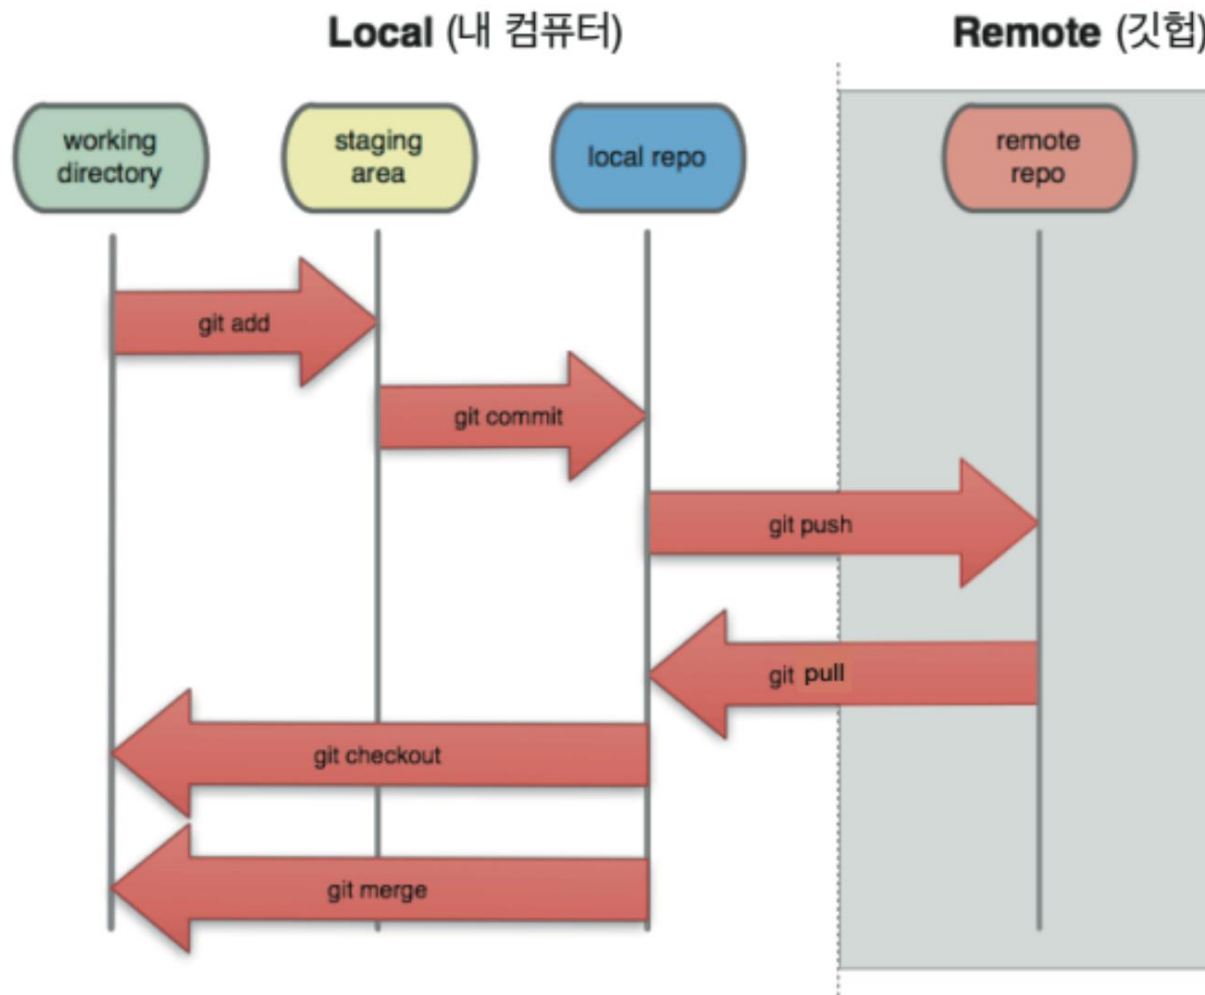 Local (내 컴퓨터)
Remote (깃헙)
working
directory
staging
area
local repo
remote
repo
git add
git commit
git push
git pull
git checkout
git merge